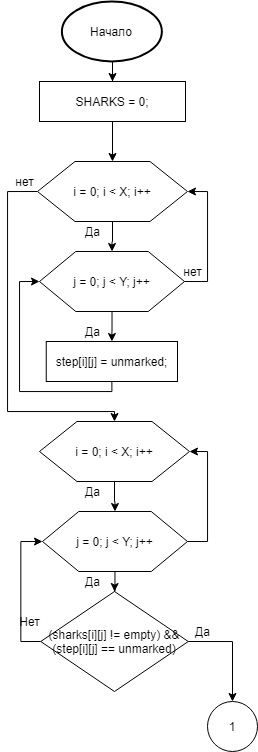 Начало
SHARKS = 0;
нет
i = 0; i < X; i++
Да
j = 0; j < Y; j++
нет
Да
step[i][j] = unmarked;
i = 0; i < X; i++
Да
j = 0; j < Y; j++
Да
Нет
(sharks[i][j] != empty) &&
(step[i][j] == unmarked)
Да
1